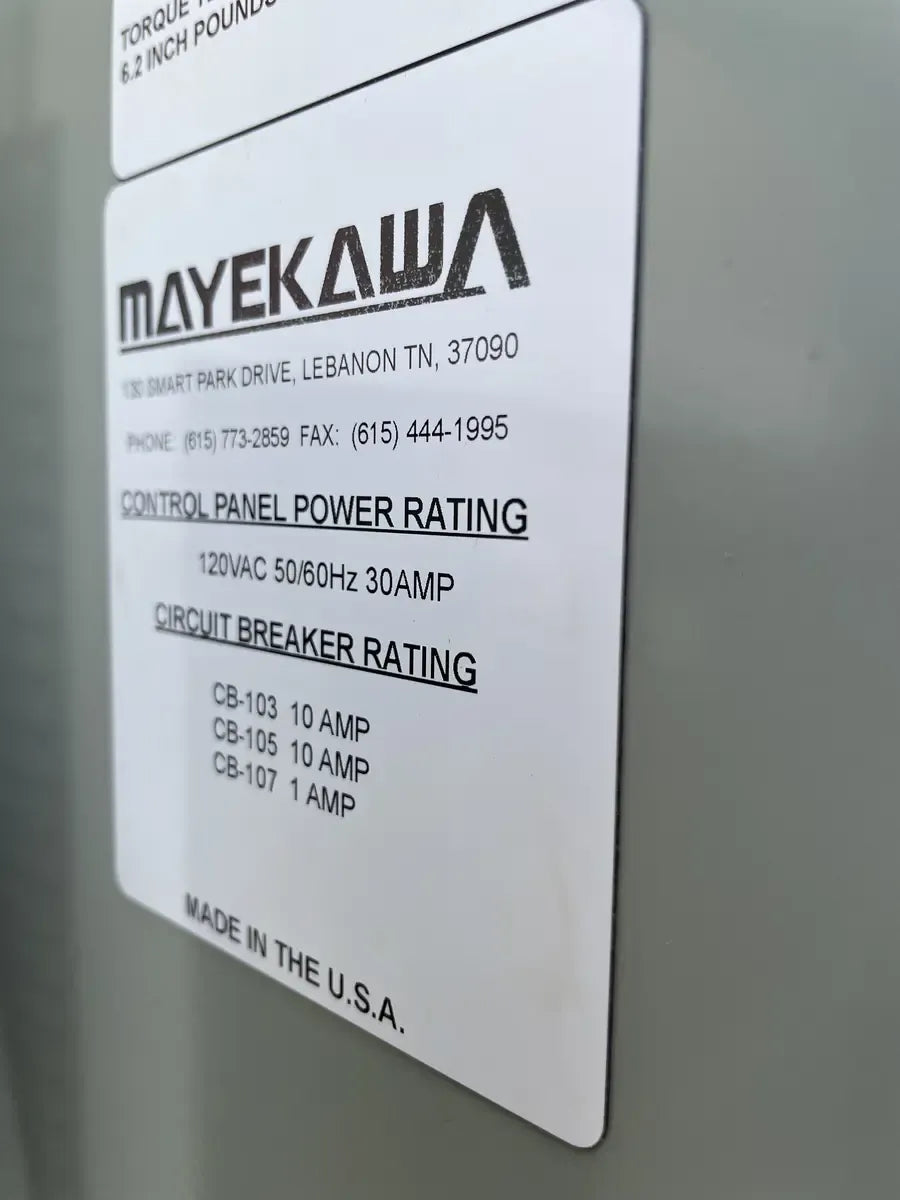 TORQUE
6.2 INCH POUNDS
MAYEKAWA
130 SMART PARK DRIVE, LEBANON TN, 37090
PHONE: (615) 773-2859 FAX: (615) 444-1995
CONTROL PANEL POWER RATING
120VAC 50/60Hz 30AMP
CIRCUIT BREAKER RATING
CB-103 10 AMP
CB-105 10 AMP
CB-107 1 AMP
MADE IN THE U.S.A.